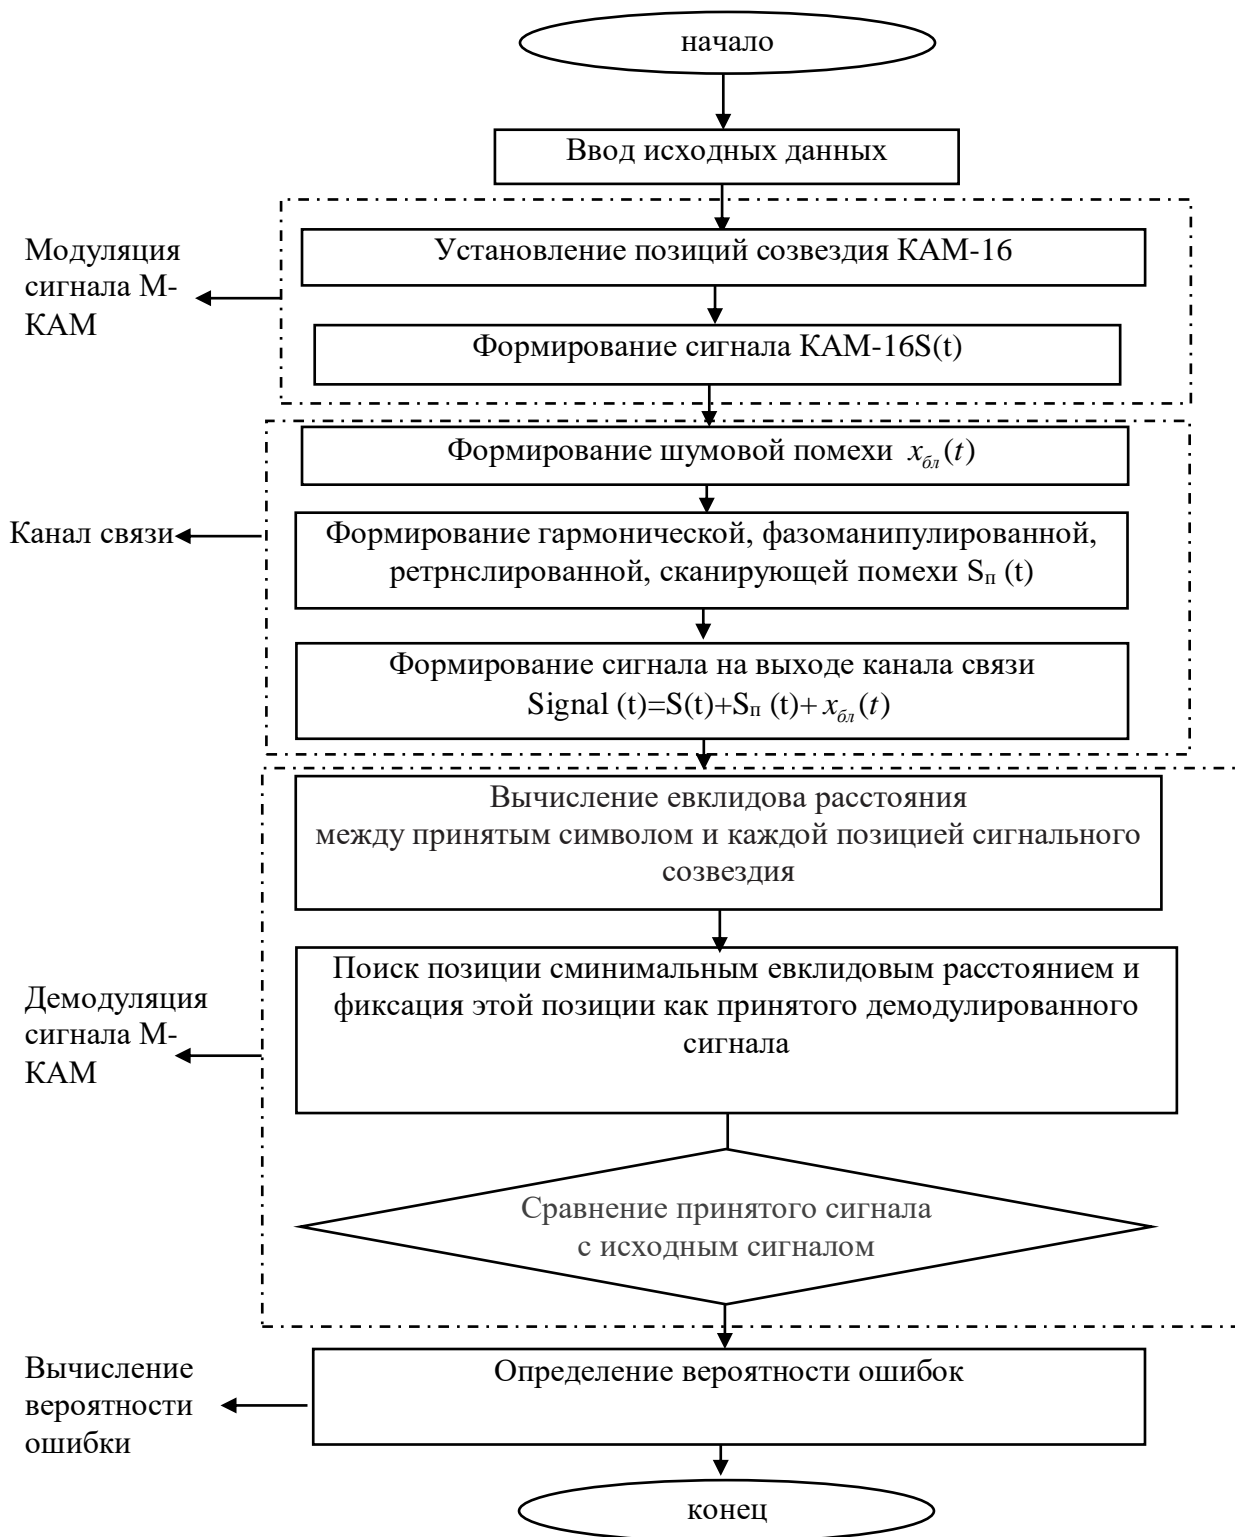 начало
Ввод исходных данных
Модуляция
сигнала М-
КАМ
Установление позиций созвездия КАМ-16
Формирование сигнала КАМ-16S(t)
Канал связи
Формирование шумовой помехи x_бл(t)
Формирование гармонической, фазоманипулированной,
ретрнслированной, сканирующей помехи Sп (t)
Формирование сигнала на выходе канала связи
Signal (t)=S(t)+Sп (t)+x_бл(t)
Демодуляция
сигнала М-
КАМ
Вычисление евклидова расстояния
между принятым символом и каждой позицией сигнального
созвездия
Поиск позиции сминимальным евклидовым расстоянием и
фиксация этой позиции как принятого демодулированного
сигнала
Сравнение принятого сигнала
с исходным сигналом
Вычисление
вероятности
ошибки
Определение вероятности ошибок
конец